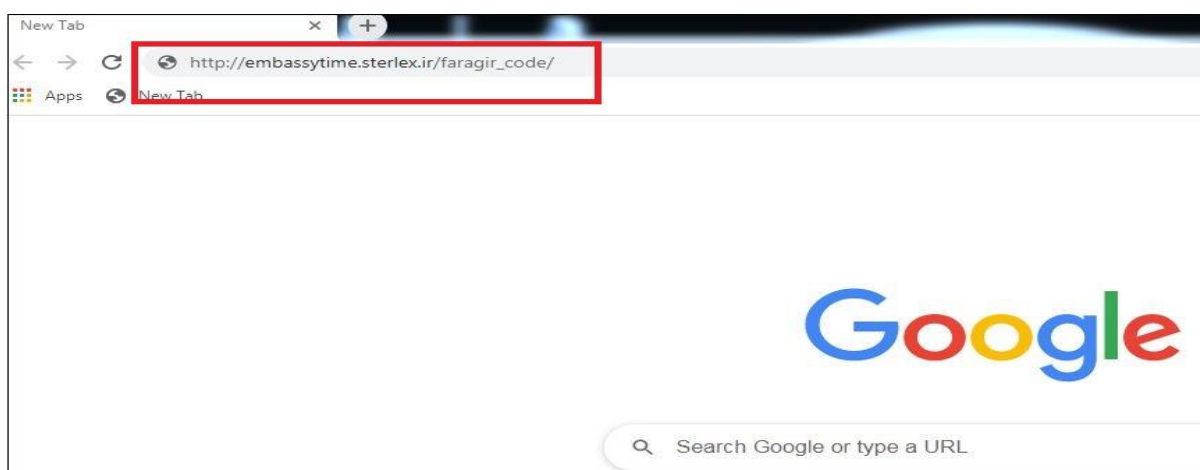 New Tab
http://embassytime.sterlex.ir/faragir_code/
Apps New Tab
Google
Search Google or type a URL